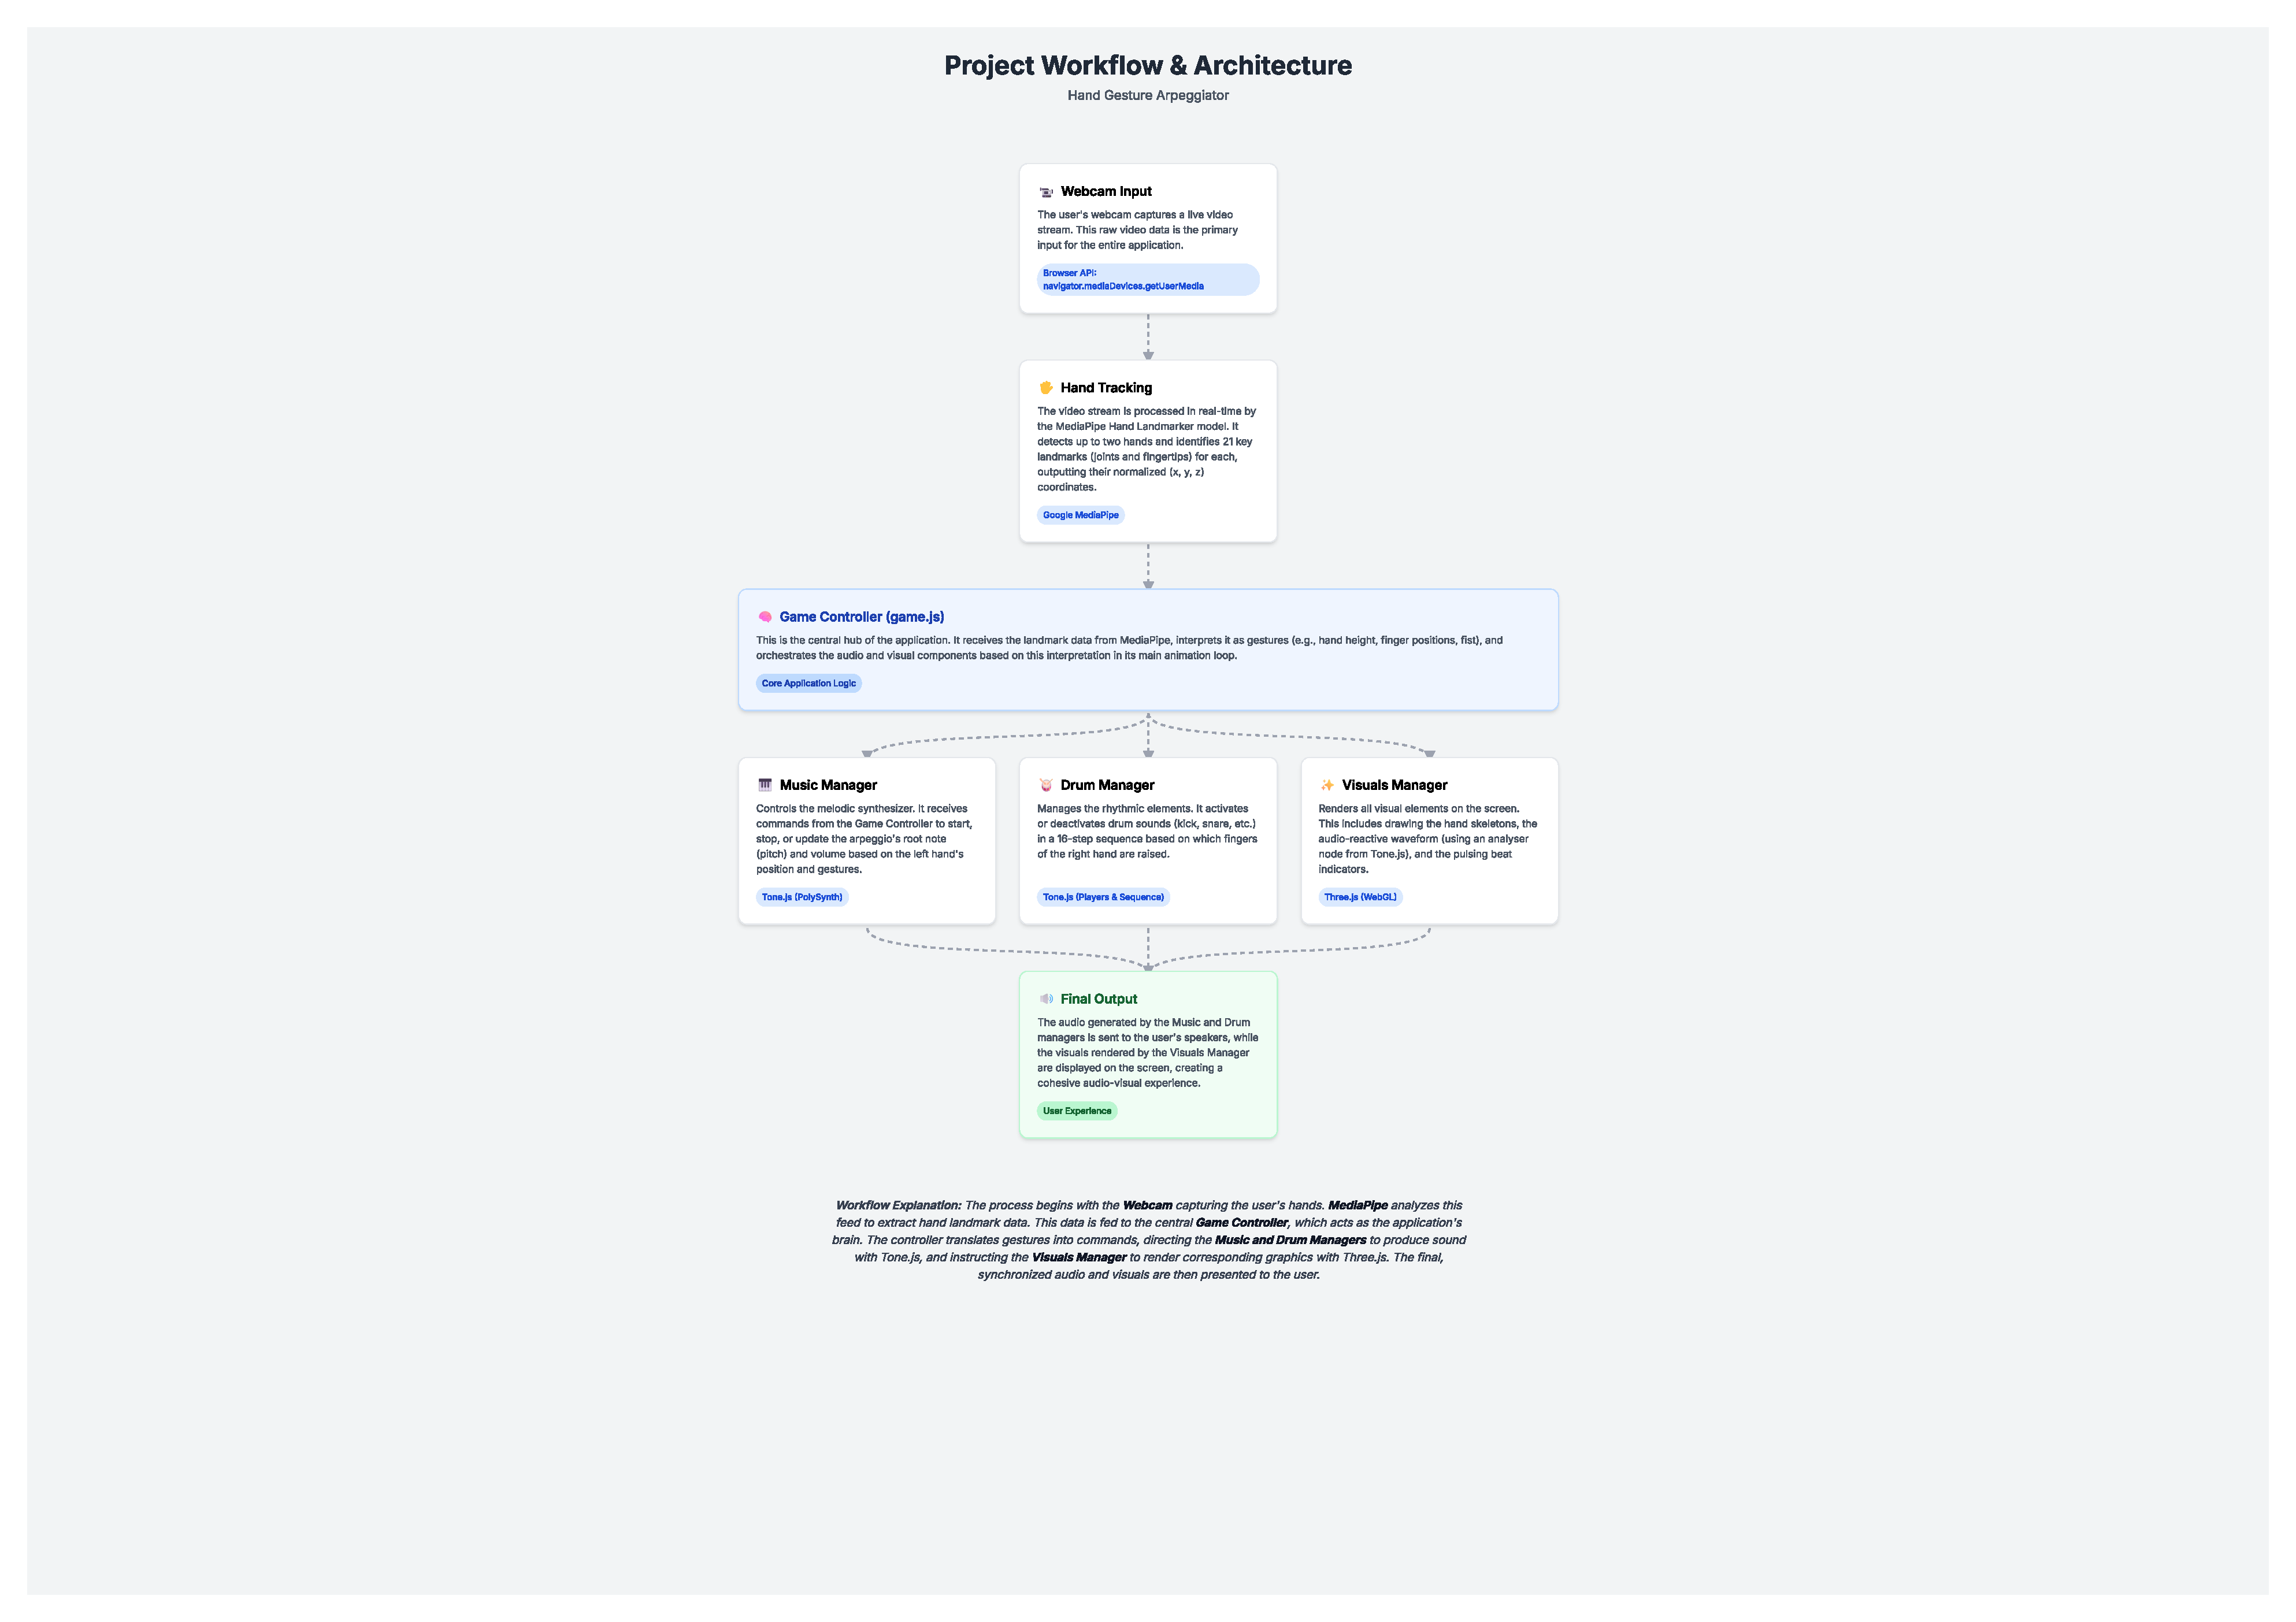 Project Workflow & Architecture
Hand Gesture Arpeggiator
Webcam Input
The user's webcam captures a live video
stream. This raw video data is the primary
input for the entire application.
Browser API:
navigator.mediaDevices.getUserMedia
Hand Tracking
The video stream is processed in real-time by
the MediaPipe Hand Landmarker model. It
detects up to two hands and identifies 21 key
landmarks (joints and fingertips) for each,
outputting their normalized (x, y, z)
coordinates.
Google MediaPipe
Game Controller (game.js)
This is the central hub of the application. It receives the landmark data from MediaPipe, interprets it as gestures (e.g., hand height, finger positions, fist), and
orchestrates the audio and visual components based on this interpretation in its main animation loop.
Core Application Logic
Music Manager
Controls the melodic synthesizer. It receives
commands from the Game Controller to start,
stop, or update the arpeggio's root note
(pitch) and volume based on the left hand's
position and gestures.
Tone.js (PolySynth)
Drum Manager
Manages the rhythmic elements. It activates
or deactivates drum sounds (kick, snare, etc.)
in a 16-step sequence based on which fingers
of the right hand are raised.
Tone.js (Players & Sequence)
Visuals Manager
Renders all visual elements on the screen.
This includes drawing the hand skeletons, the
audio-reactive waveform (using an analyser
node from Tone.js), and the pulsing beat
indicators.
Three.js (WebGL)
Final Output
The audio generated by the Music and Drum
managers is sent to the user's speakers, while
the visuals rendered by the Visuals Manager
are displayed on the screen, creating a
cohesive audio-visual experience.
User Experience
Workflow Explanation: The process begins with the Webcam capturing the user's hands. MediaPipe analyzes this
feed to extract hand landmark data. This data is fed to the central Game Controller, which acts as the application's
brain. The controller translates gestures into commands, directing the Music and Drum Managers to produce sound
with Tone.js, and instructing the Visuals Manager to render corresponding graphics with Three.js. The final,
synchronized audio and visuals are then presented to the user.